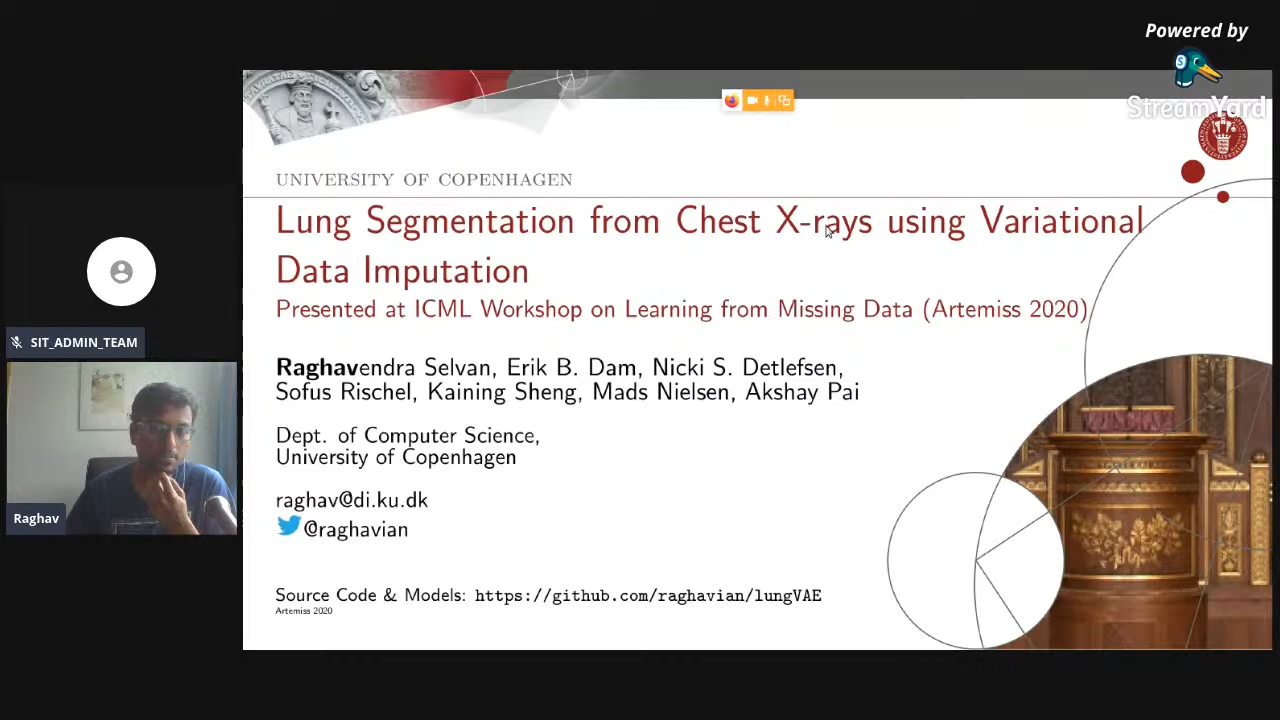 Powered by
StreamYard
UNIVERSITY OF COPENHAGEN
Lung Segmentation from Chest X-rays using Variational
Data Imputation
Presented at ICML Workshop on Learning from Missing Data (Artemiss 2020)
Raghavendra Selvan, Erik B. Dam, Nicki S. Detlefsen,
Sofus Rischel, Kaining Sheng, Mads Nielsen, Akshay Pai
Dept. of Computer Science,
University of Copenhagen
raghav@di.ku.dk
@raghavian
Source Code & Models: https://github.com/raghavian/lungVAE
Artemiss 2020
SIT_ADMIN_TEAM
Raghav